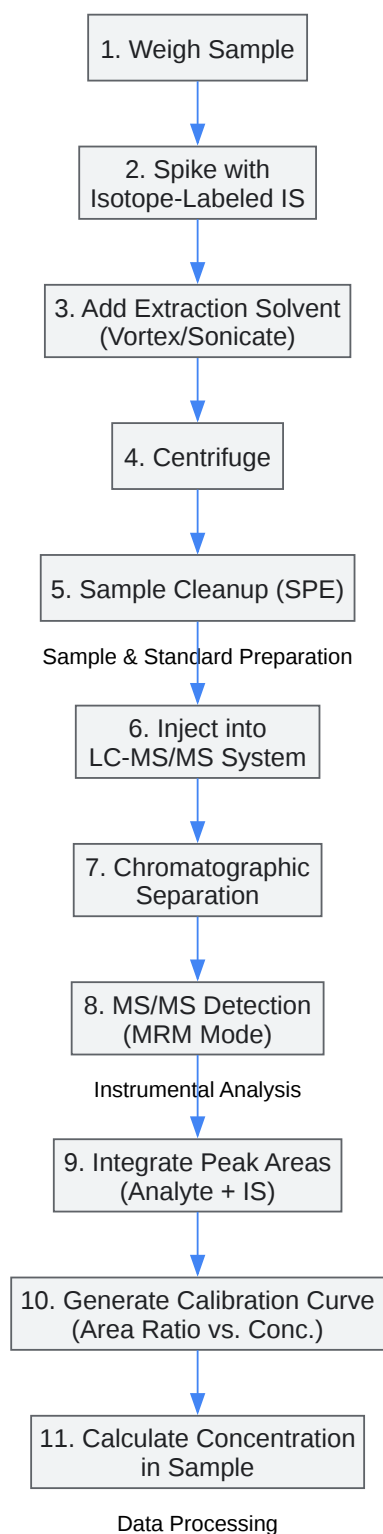 1. Weigh Sample
2. Spike with
Isotope-Labeled IS
3. Add Extraction Solvent
(Vortex/Sonicate)
4. Centrifuge
5. Sample Cleanup (SPE)
Sample & Standard Preparation
6. Inject into
LC-MS/MS System
7. Chromatographic
Separation
8. MS/MS Detection
(MRM Mode)
Instrumental Analysis
9. Integrate Peak Areas
(Analyte + IS)
10. Generate Calibration Curve
(Area Ratio vs. Conc.)
11. Calculate Concentration
in Sample
Data Processing